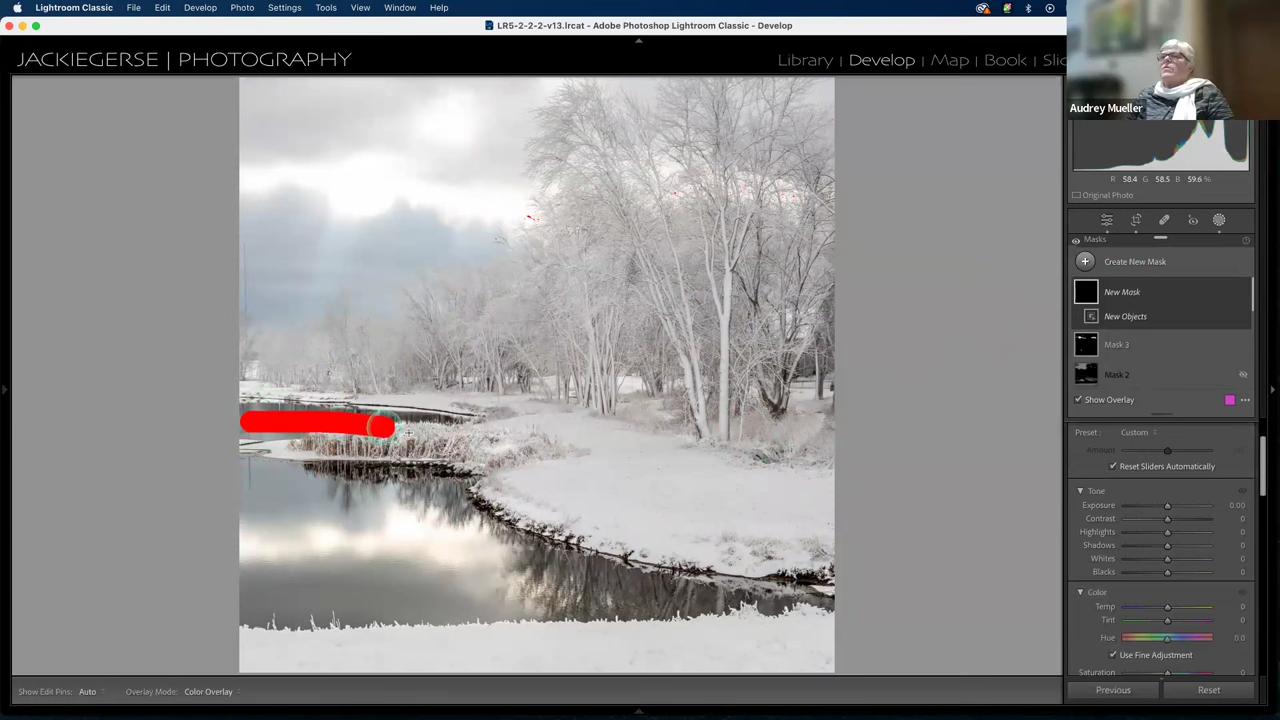 Lightroom Classic File Edit Develop Photo Settings Tools View Window Help
LR5-2-2-2-v13.lrcat - Adobe Photoshop Lightroom Classic - Develop
JACKIEGERSE | PHOTOGRAPHY
Library | Develop | Map | Book | Slid
Audrey Mueller
R 58.4 G 58.5 B 59.6 %
Original Photo
Masks
Create New Mask
New Mask
New Objects
Mask 3
Mask 2
Show Overlay
Preset : Custom
Amount
Reset Sliders Automatically
Tone
Exposure 0.00
Contrast 0
Highlights 0
Shadows 0
Whites 0
Blacks 0
Color
Temp 0
Tint 0
Hue 0.0
Use Fine Adjustment
Saturation 0
Previous Reset
Show Edit Pins: Auto Overlay Mode: Color Overlay